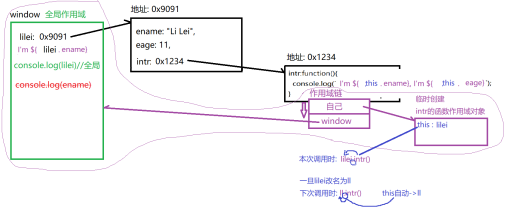 window 全局作用域
地址: 0x9091
lilei: 0x9091
I'm ${ lilei . ename}
console.log(lilei)//全局
console.log(ename)
ename: "Li Lei",
eage: 11,
intr: 0x1234
地址: 0x1234
intr:function(){
console.log(`I'm ${ this . ename}, I'm ${ this . eage}`);
}
作用域链
自己
window
临时创建
intr的函数作用域对象
this : lilei
本次调用时: lilei.intr()
一旦lilei改名为ll
下次调用时: ll.intr() this自动->ll